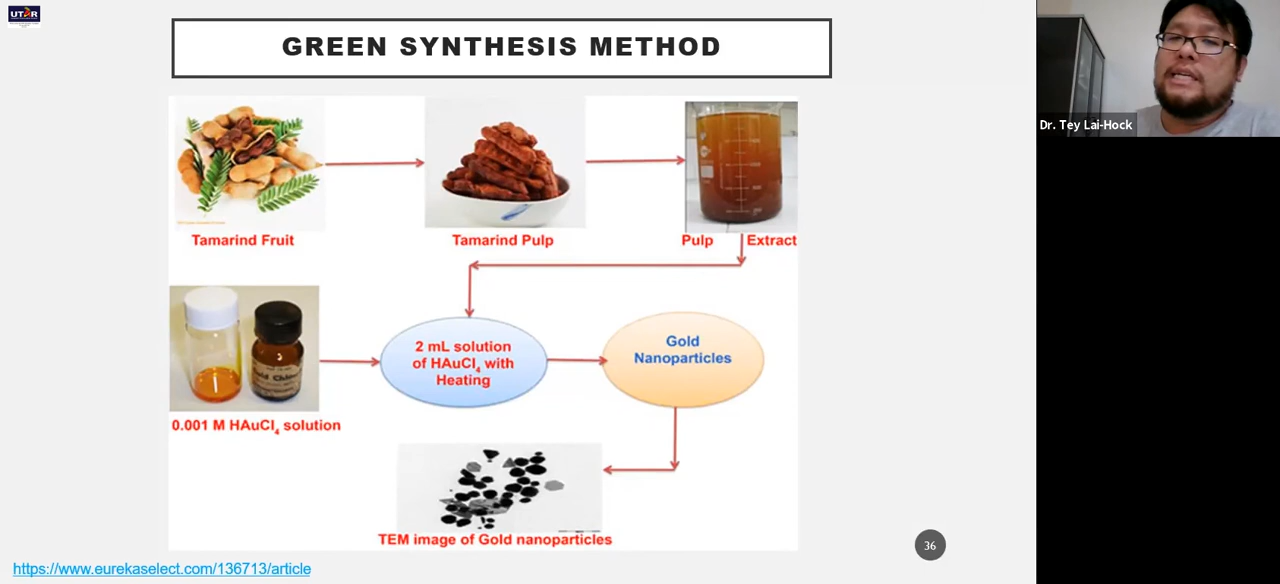 UTAR
GREEN SYNTHESIS METHOD
Dr. Tey Lai-Hock
Tamarind Fruit
Tamarind Pulp
Pulp Extract
2 mL solution
of HAuCl₄ with
Heating
Gold
Nanoparticles
0.001 M HAuCl₄ solution
TEM image of Gold nanoparticles
36
https://www.eurekaselect.com/136713/article